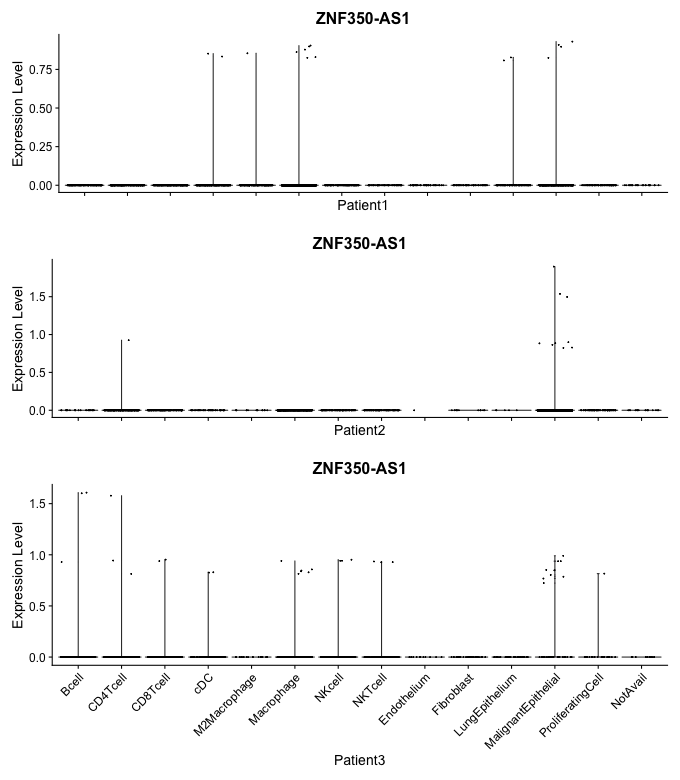 ZNF350-AS1
Expression Level
0.75
0.50
0.25
0.00
Patient1
ZNF350-AS1
Expression Level
1.5
1.0
0.5
0.0
Patient2
ZNF350-AS1
Expression Level
1.5
1.0
0.5
0.0
Bcell
CD4Tcell
CD8Tcell
cDC
M2Macrophage
Macrophage
NKcell
NKTcell
Endothelium
Fibroblast
LungEpithelium
MalignantEpithelial
ProliferatingCell
NotAvail
Patient3